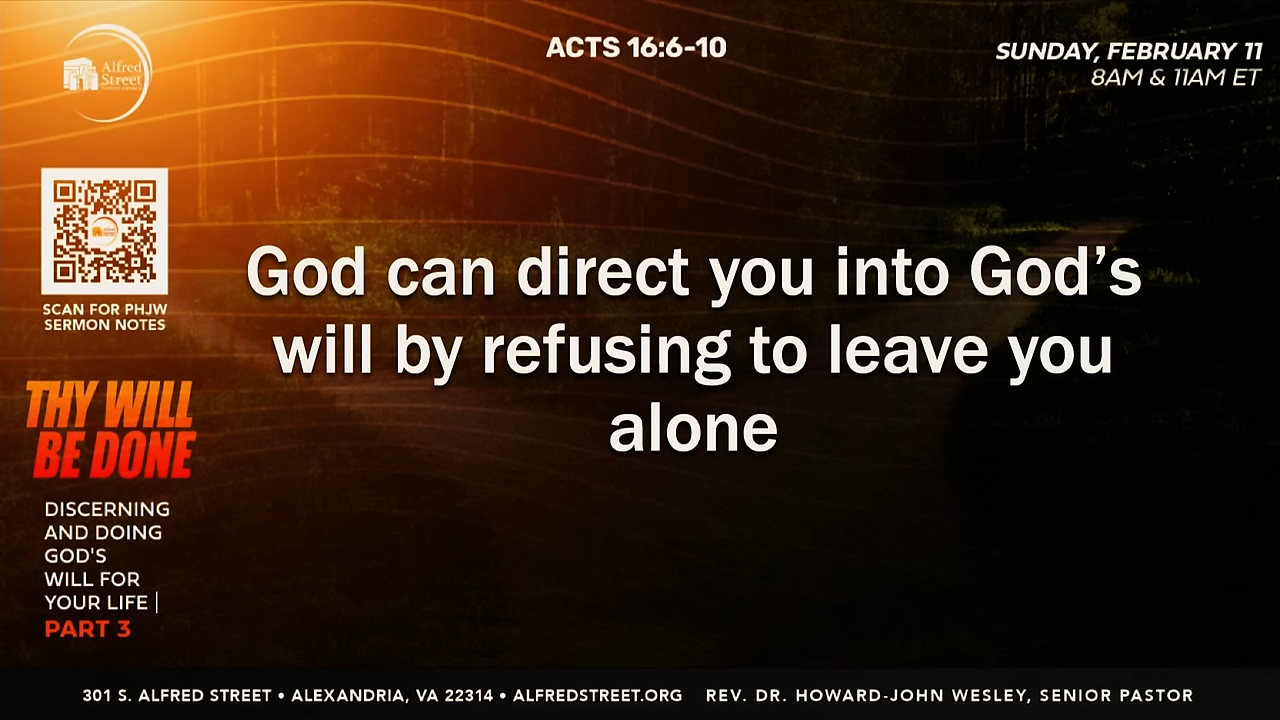 Alfred
Street
ACTS 16:6-10
SUNDAY, FEBRUARY 11
8AM & 11AM ET
SCAN FOR PHJW
SERMON NOTES
God can direct you into God’s
will by refusing to leave you
alone
THY WILL
BE DONE
DISCERNING
AND DOING
GOD'S
WILL FOR
YOUR LIFE |
PART 3
301 S. ALFRED STREET • ALEXANDRIA, VA 22314 • ALFREDSTREET.ORG REV. DR. HOWARD-JOHN WESLEY, SENIOR PASTOR